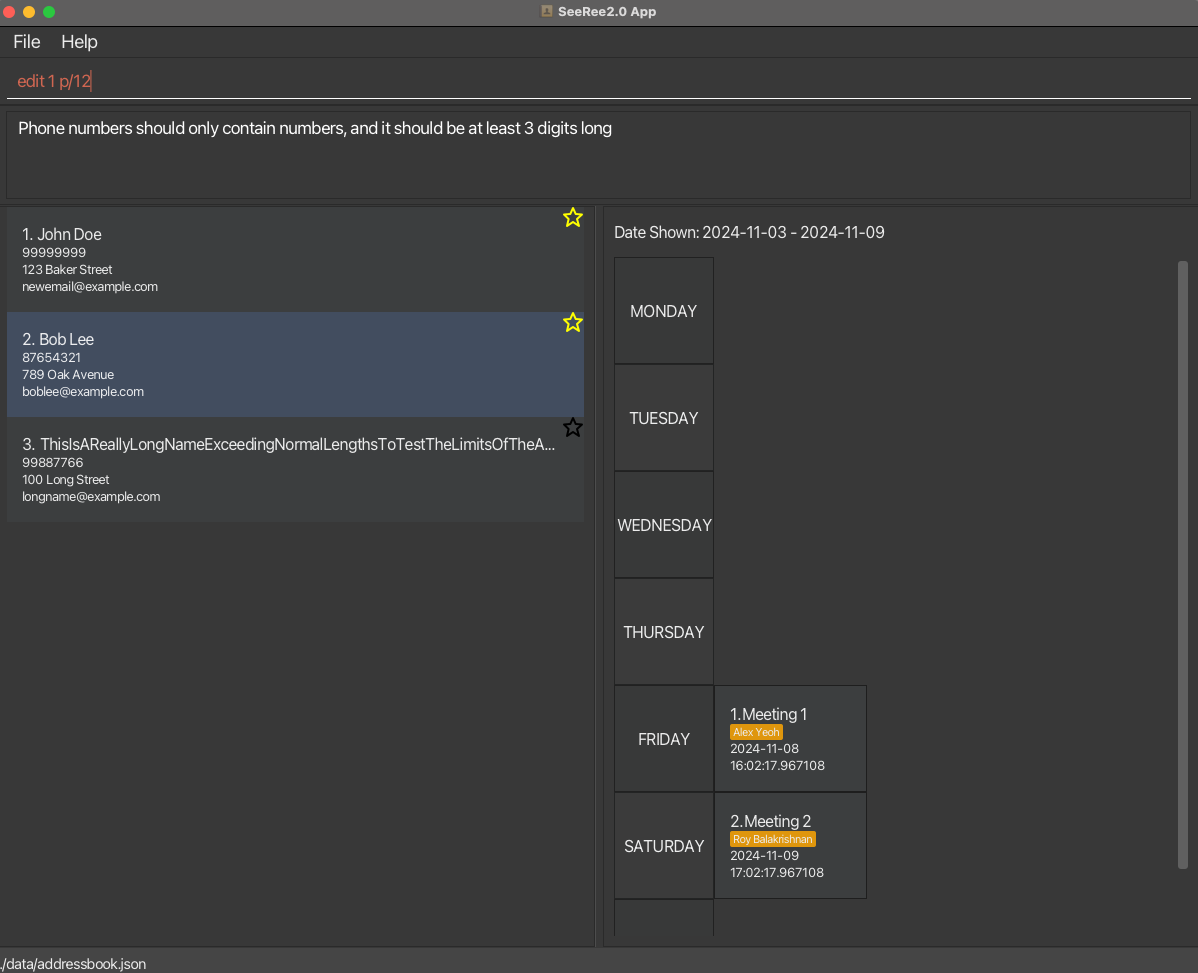 SeeRee2.0 App
File Help
edit 1 p/12
Phone numbers should only contain numbers, and it should be at least 3 digits long
1. John Doe
99999999
123 Baker Street
newemail@example.com
2. Bob Lee
87654321
789 Oak Avenue
boblee@example.com
3. ThisIsAReallyLongNameExceedingNormalLengthsToTestTheLimitsOfTheA...
99887766
100 Long Street
longname@example.com
Date Shown: 2024-11-03 - 2024-11-09
MONDAY
TUESDAY
WEDNESDAY
THURSDAY
FRIDAY
1.Meeting 1
Alex Yeoh
2024-11-08
16:02:17.967108
SATURDAY
2.Meeting 2
Roy Balakrishnan
2024-11-09
17:02:17.967108
./data/addressbook.json